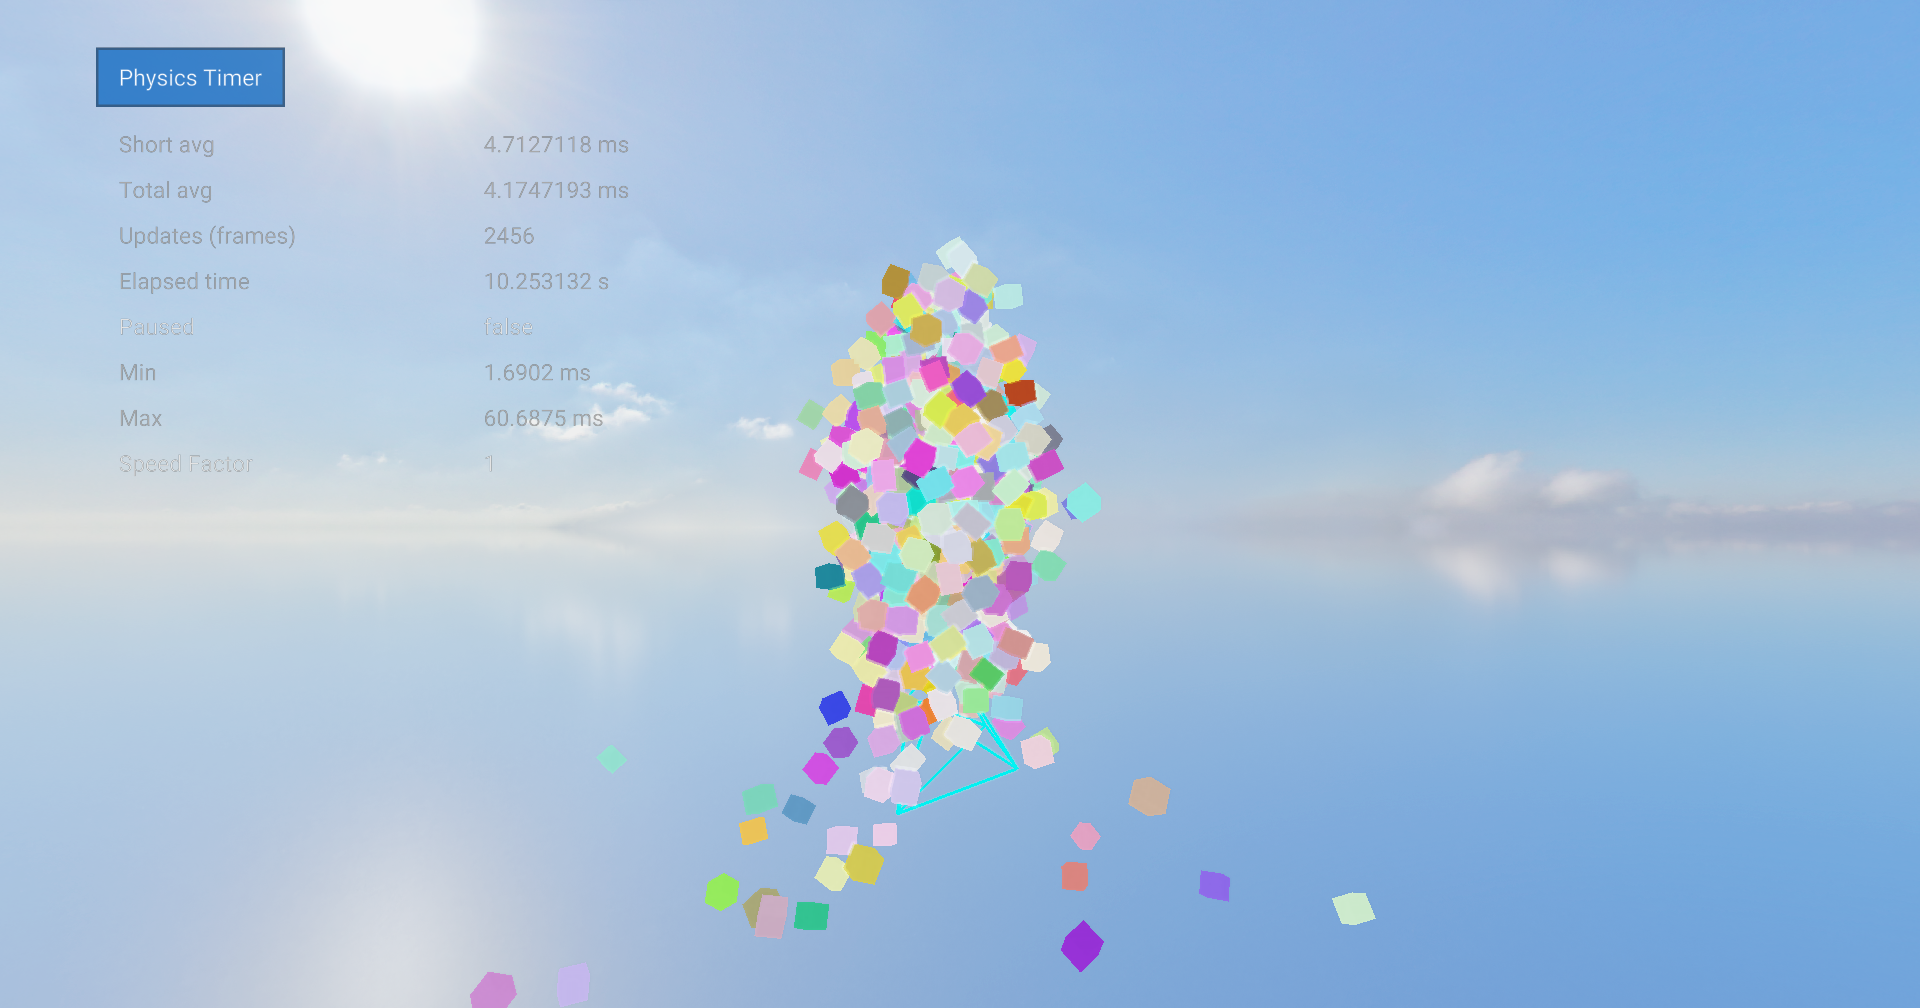 Physics Timer
Short avg 4.7127118 ms
Total avg 4.1747193 ms
Updates (frames) 2456
Elapsed time 10.253132 s
Paused false
Min 1.6902 ms
Max 60.6875 ms
Speed Factor 1